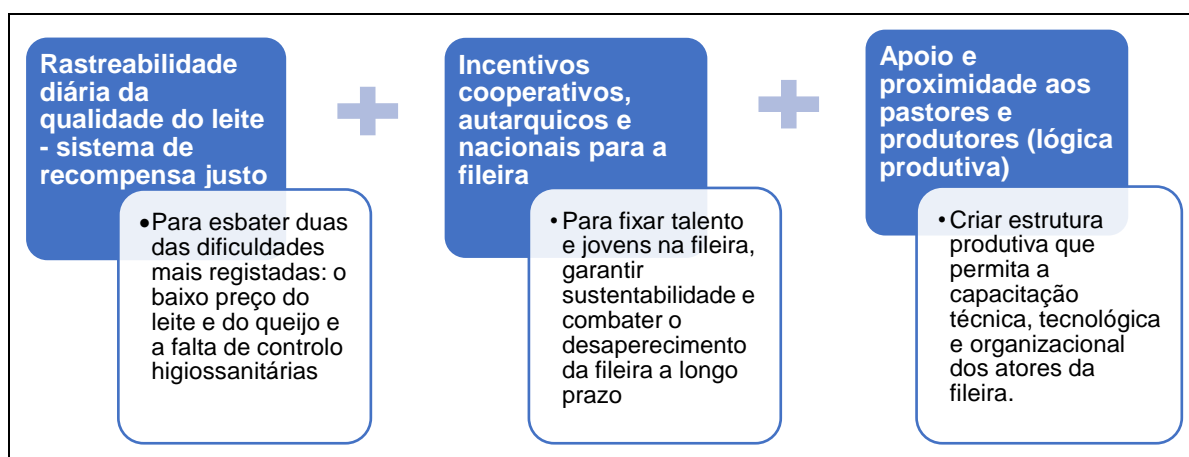 Rastreabilidade
diária da
qualidade do leite
- sistema de
recompensa justo
•Para esbater duas
das dificuldades
mais registadas: o
baixo preço do
leite e do queijo e
a falta de controlo
higiossanitárias
Incentivos
cooperativos,
autarquicos e
nacionais para a
fileira
• Para fixar talento
e jovens na fileira,
garantir
sustentabilidade e
combater o
desaperecimento
da fileira a longo
prazo
Apoio e
proximidade aos
pastores e
produtores (lógica
produtiva)
• Criar estrutura
produtiva que
permita a
capacitação
técnica, tecnológica
e organizacional
dos atores da
fileira.